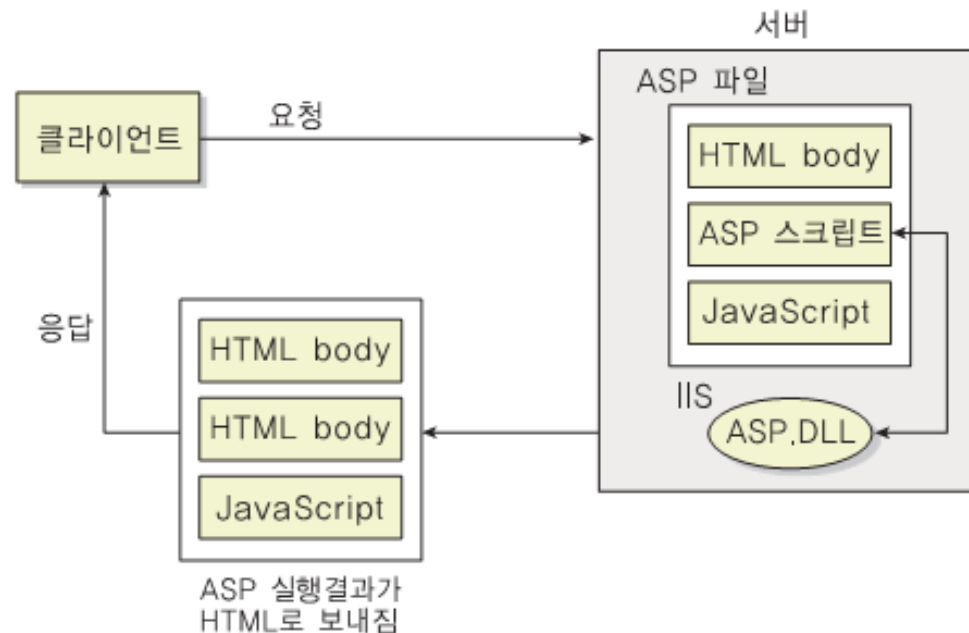 서버
ASP 파일
클라이언트
요청
HTML body
ASP 스크립트
JavaScript
응답
HTML body
HTML body
JavaScript
IIS
ASP.DLL
ASP 실행결과가
HTML로 보내짐